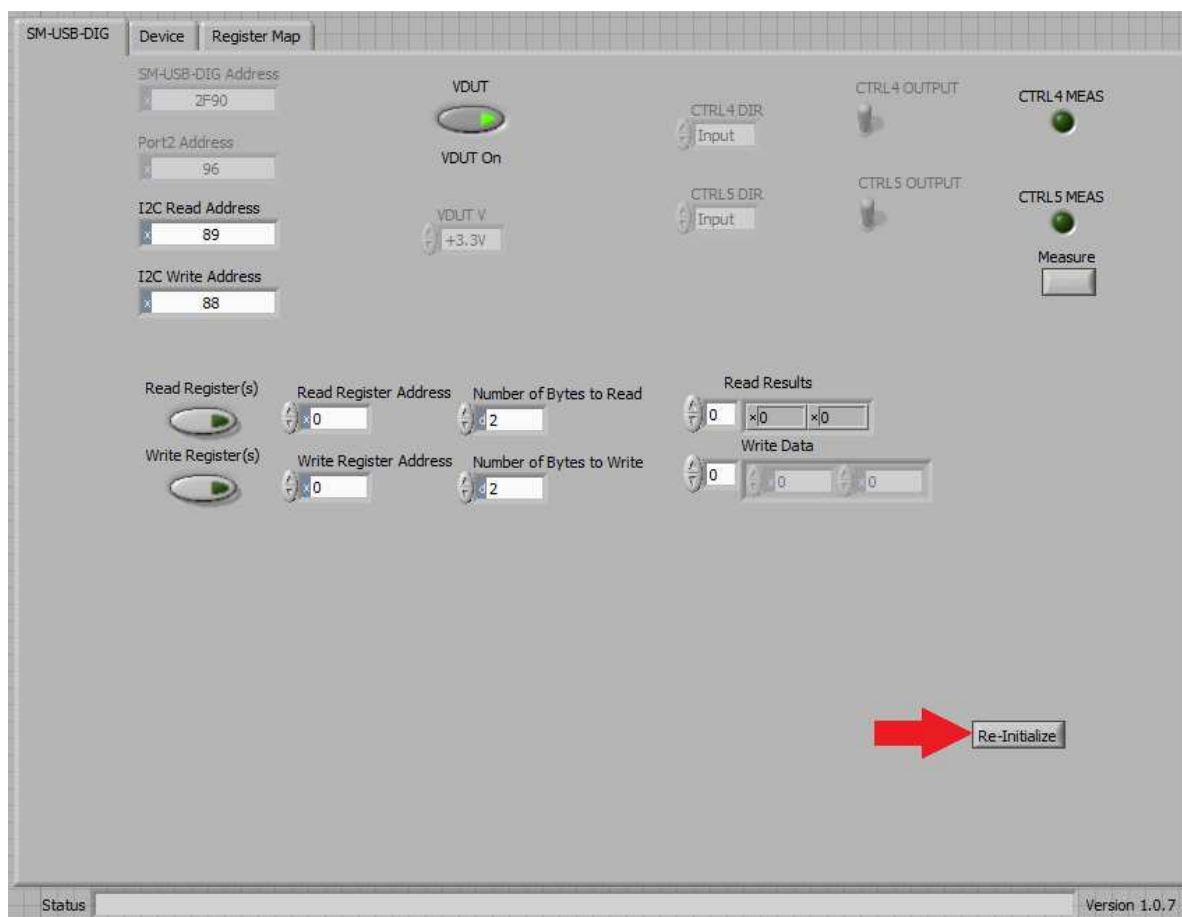 SM-USB-DIG Device Register Map
SM-USB-DIG Address
x 2F90
Port2 Address
x 96
I2C Read Address
x 89
I2C Write Address
x 88
VDUT
VDUT On
VDUT V
+3.3V
CTRL4 DIR
Input
CTRL5 DIR
Input
CTRL4 OUTPUT
CTRL5 OUTPUT
CTRL4 MEAS
CTRL5 MEAS
Measure
Read Register(s) Read Register Address Number of Bytes to Read Read Results
x 0 d 2 0 x 0 x 0
Write Register(s) Write Register Address Number of Bytes to Write Write Data
x 0 d 2 0 x 0 x 0
Re-Initialize
Status Version 1.0.7